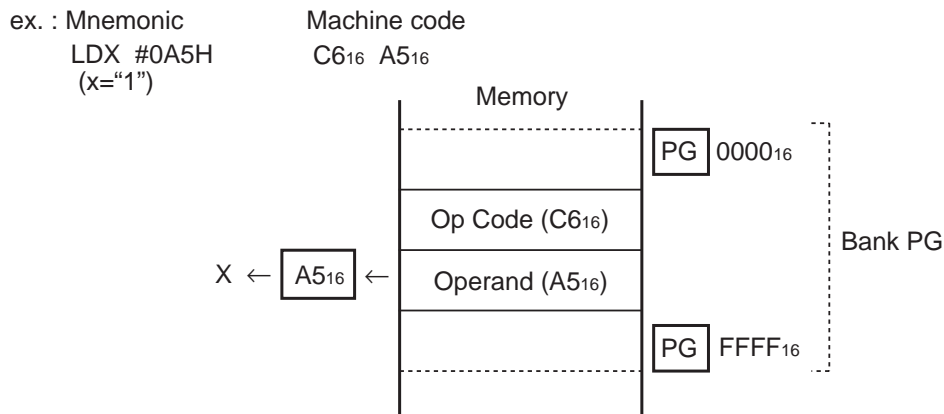 ex. : Mnemonic Machine code
LDX #0A5H C6₁₆ A5₁₆
(x=“1”)
Memory
PG 0000₁₆
Op Code (C6₁₆)
Bank PG
X ← A5₁₆ ← Operand (A5₁₆)
PG FFFF₁₆